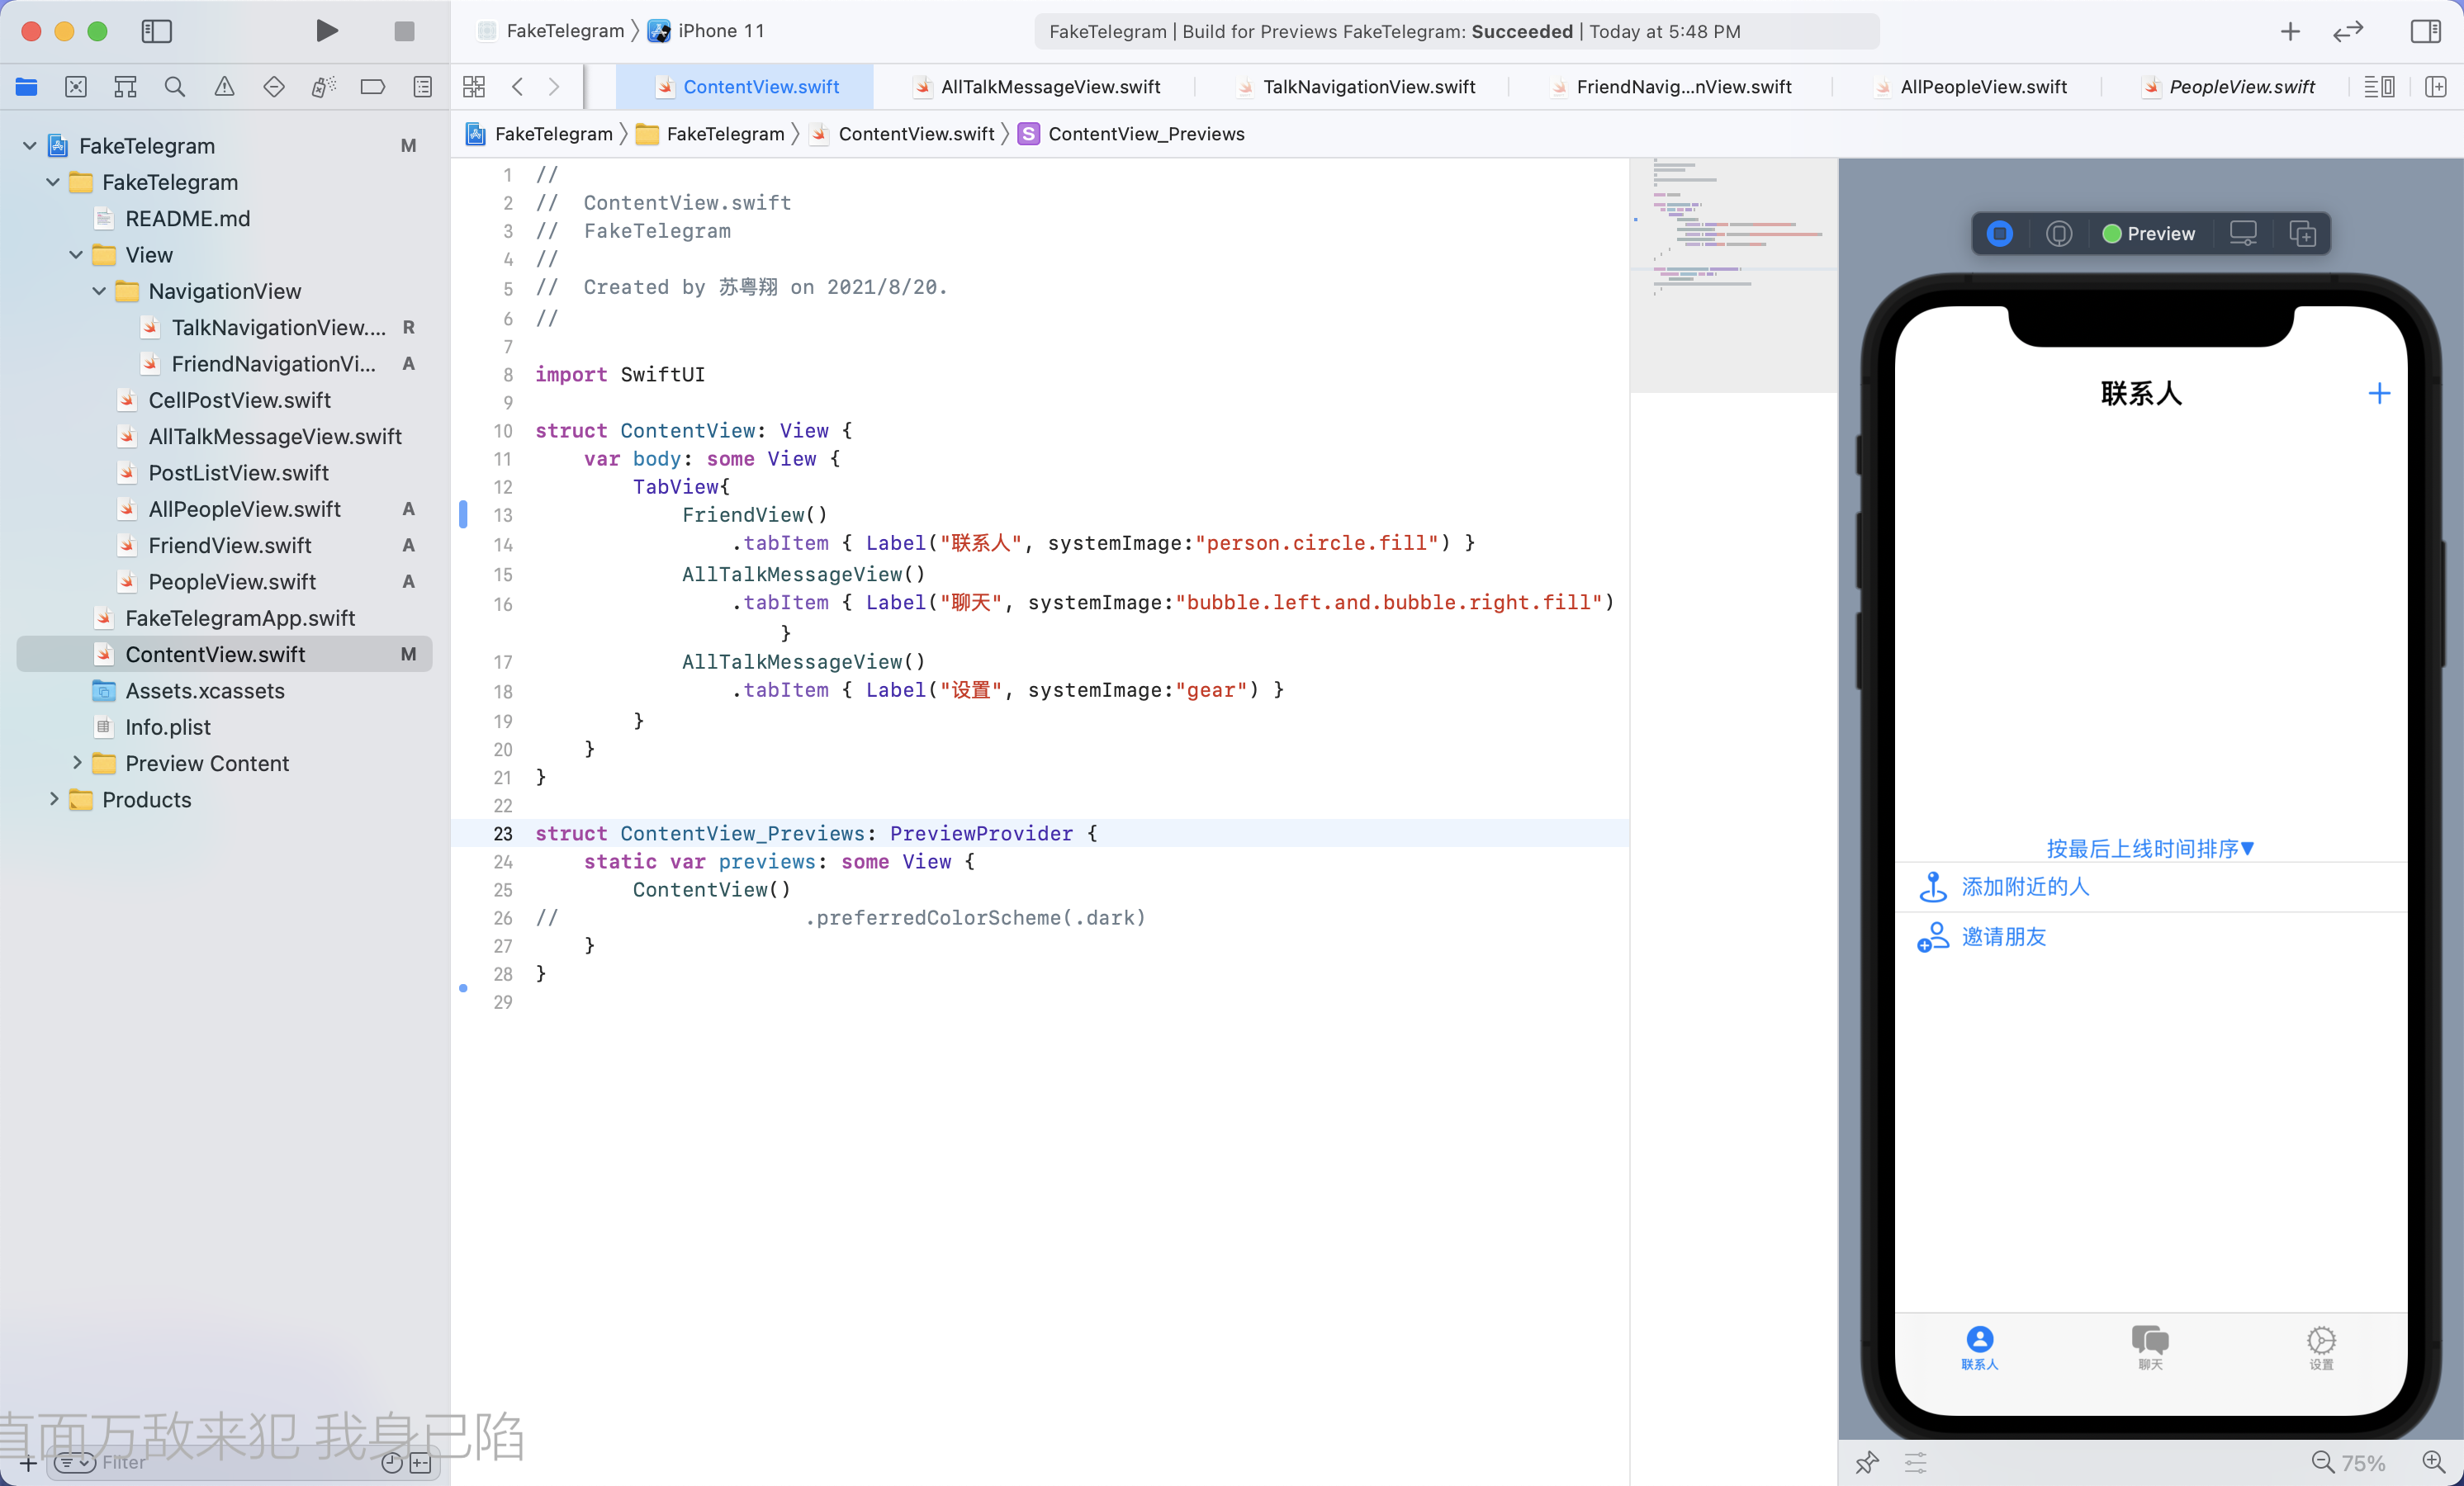 FakeTelegram 〉 iPhone 11
FakeTelegram | Build for Previews FakeTelegram: Succeeded | Today at 5:48 PM
ContentView.swift
AllTalkMessageView.swift
TalkNavigationView.swift
FriendNavig...nView.swift
AllPeopleView.swift
PeopleView.swift
FakeTelegram 〉 FakeTelegram 〉 ContentView.swift 〉 S ContentView_Previews
FakeTelegram M
FakeTelegram
README.md
View
NavigationView
TalkNavigationView.... R
FriendNavigationVi... A
CellPostView.swift
AllTalkMessageView.swift
PostListView.swift
AllPeopleView.swift A
FriendView.swift A
PeopleView.swift A
FakeTelegramApp.swift
ContentView.swift M
Assets.xcassets
Info.plist
Preview Content
Products
Filter
直面万敌来犯 我身已陷
1 //
2 //  ContentView.swift
3 //  FakeTelegram
4 //
5 //  Created by 苏粤翔 on 2021/8/20.
6 //
7
8 import SwiftUI
9
10 struct ContentView: View {
11     var body: some View {
12         TabView{
13             FriendView()
14                 .tabItem { Label("联系人", systemImage:"person.circle.fill") }
15             AllTalkMessageView()
16                 .tabItem { Label("聊天", systemImage:"bubble.left.and.bubble.right.fill")
}
17             AllTalkMessageView()
18                 .tabItem { Label("设置", systemImage:"gear") }
19         }
20     }
21 }
22
23 struct ContentView_Previews: PreviewProvider {
24     static var previews: some View {
25         ContentView()
26 //                    .preferredColorScheme(.dark)
27     }
28 }
29
Preview
联系人
按最后上线时间排序▼
添加附近的人
邀请朋友
联系人
聊天
设置
75%